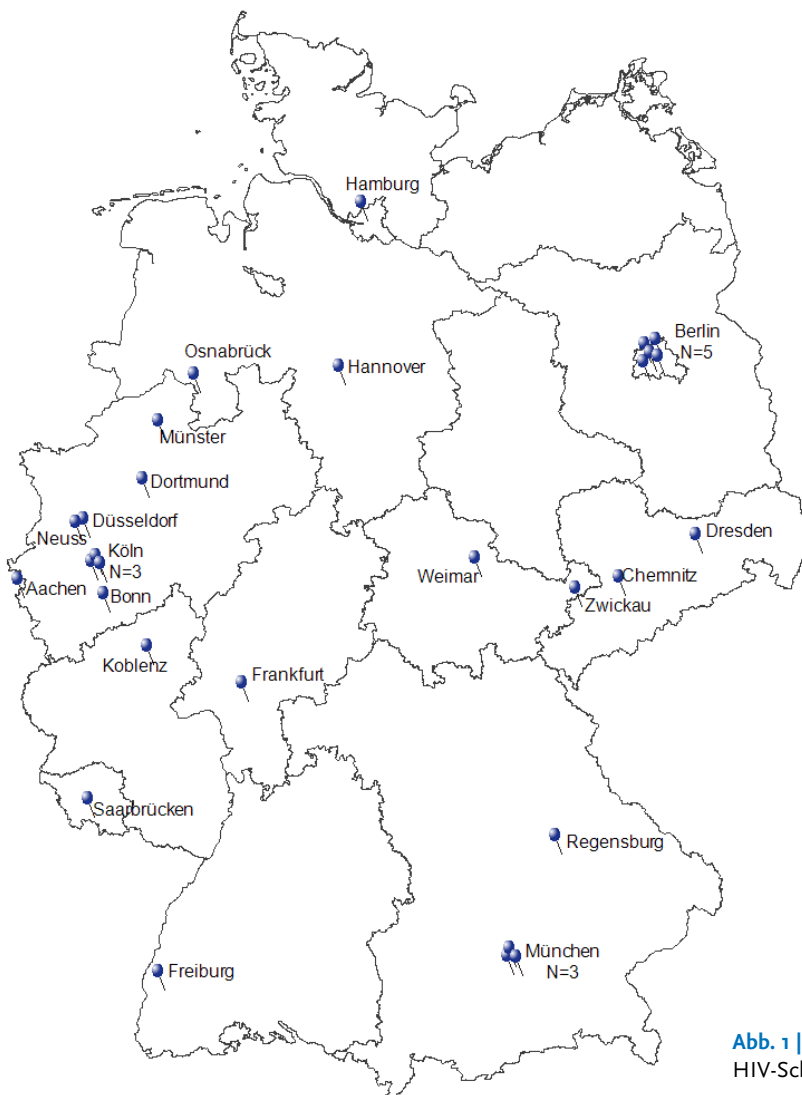 Hamburg
Berlin
N=5
Osnabrück
Hannover
Münster
Dortmund
Düsseldorf
Neuss
Köln
N=3
Aachen
Bonn
Weimar
Dresden
Chemnitz
Zwickau
Koblenz
Frankfurt
Saarbrücken
Regensburg
München
N=3
Freiburg
Abb. 1 |
HIV-Scl